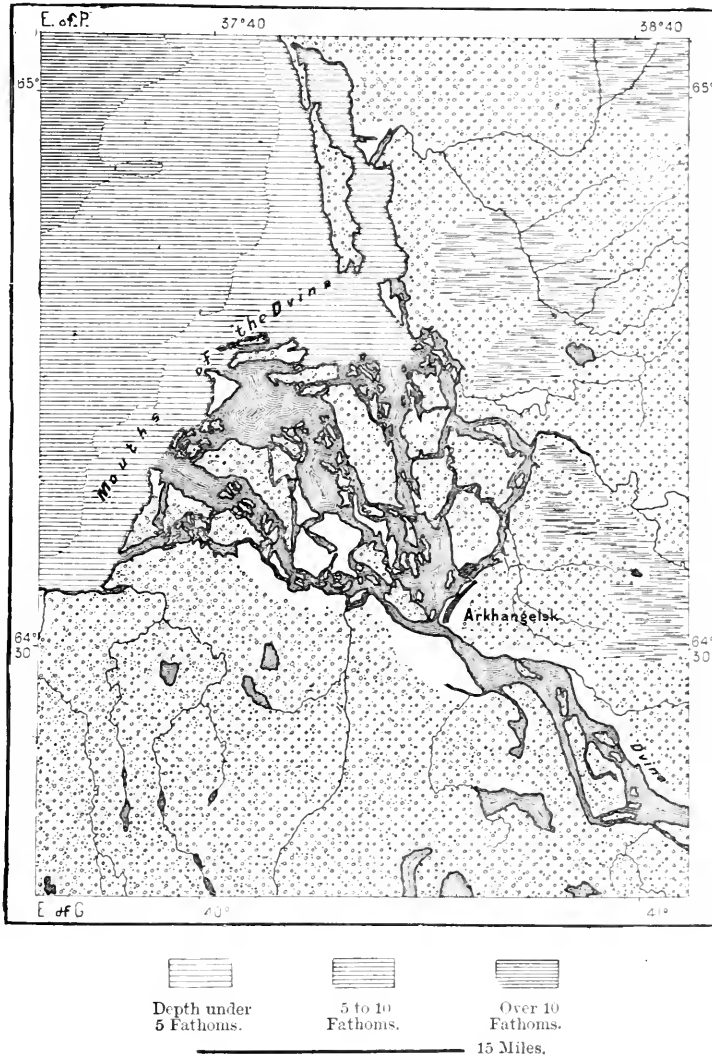 E. of P.
37°40
38°40
65°
65°
Mouths of the Dvina
Arkhangelsk
64°
30
64°
30
Dvina
E of G
40°
41°
Depth under
5 Fathoms.
5 to 10
Fathoms.
Over 10
Fathoms.
15 Miles.